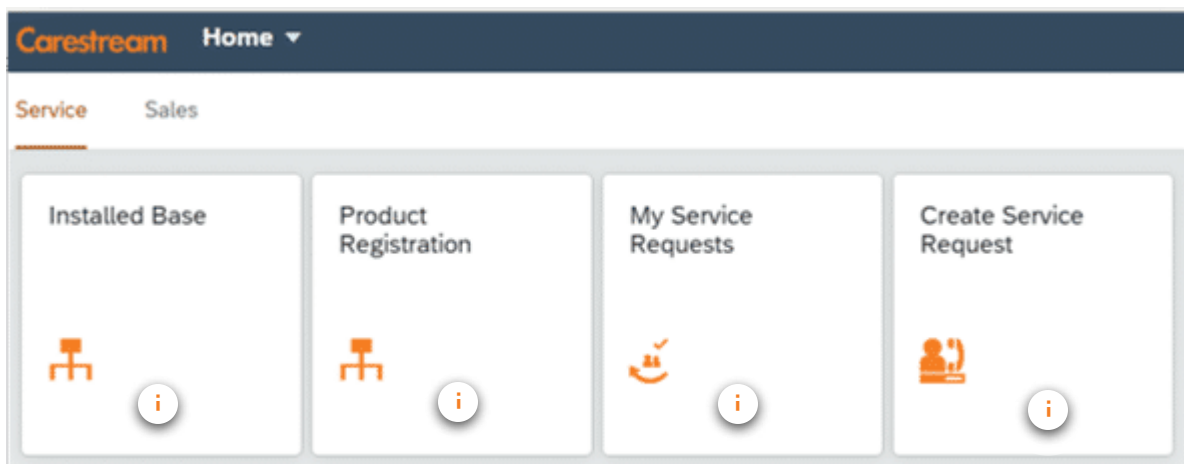 Carestream Home
Service Sales
Installed Base
Product
Registration
My Service
Requests
Create Service
Request
i
i
i
i